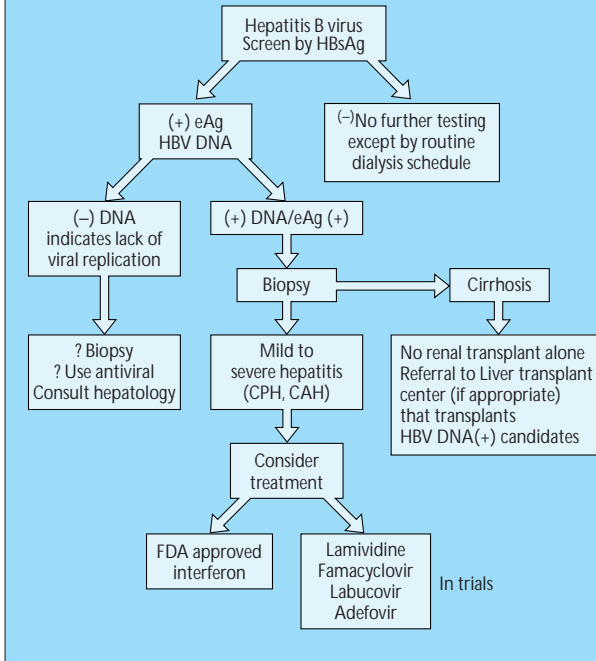 Hepatitis B virus
Screen by HBsAg
(+) eAg
HBV DNA
(–)No further testing
except by routine
dialysis schedule
(–) DNA
indicates lack of
viral replication
(+) DNA/eAg (+)
Biopsy
Cirrhosis
? Biopsy
? Use antiviral
Consult hepatology
Mild to
severe hepatitis
(CPH, CAH)
No renal transplant alone
Referral to Liver transplant
center (if appropriate)
that transplants
HBV DNA(+) candidates
Consider
treatment
FDA approved
interferon
Lamividine
Famacyclovir
Labucovir
Adefovir
In trials